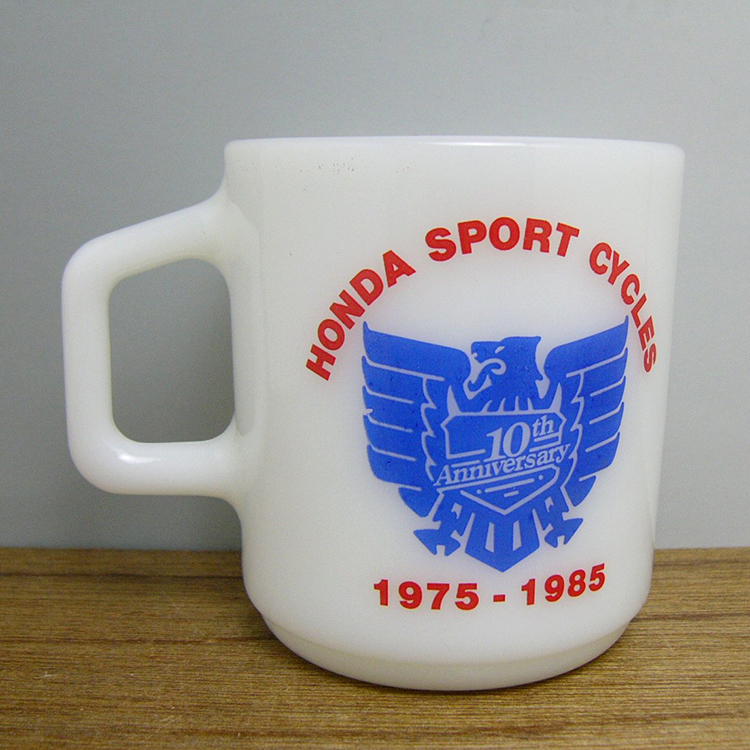 HONDA SPORT CYCLES
10th
Anniversary
1975 - 1985